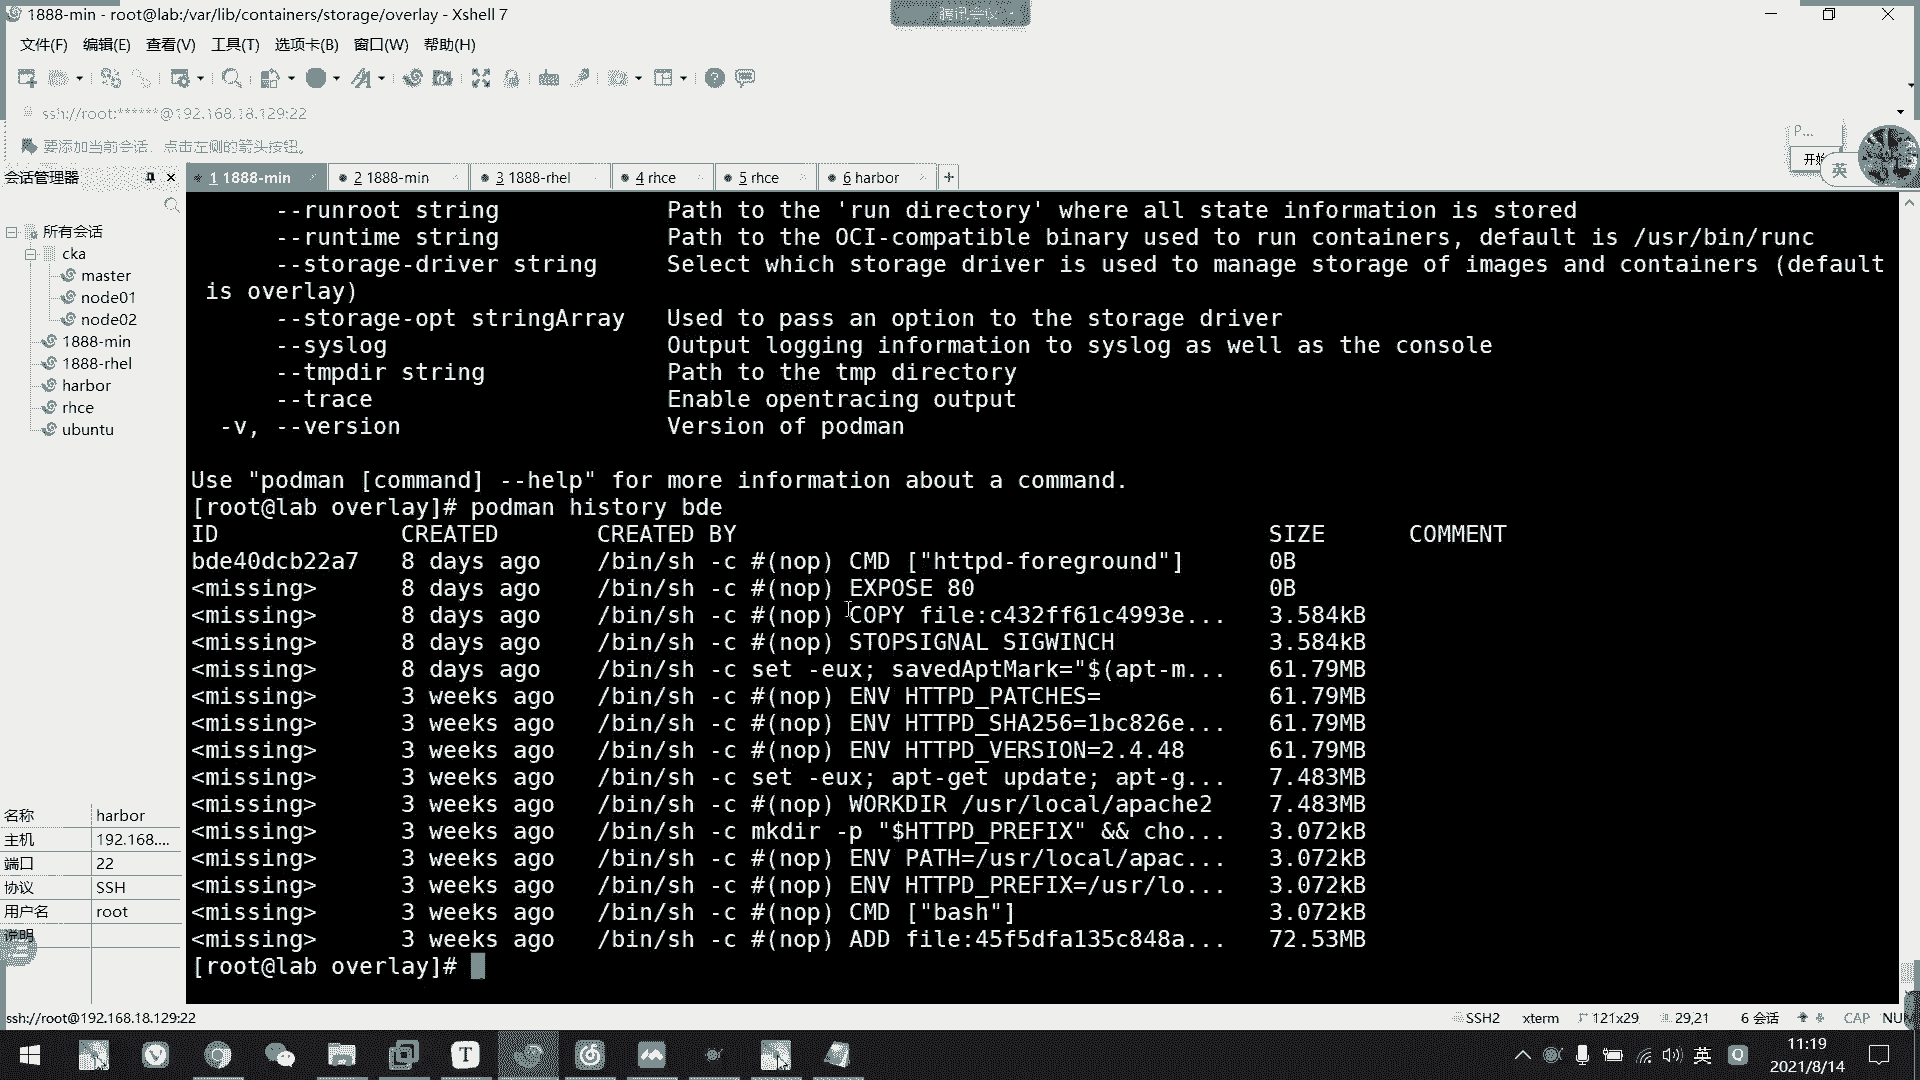 1888-min - root@lab:/var/lib/containers/storage/overlay - Xshell 7
腾讯会议
文件(F) 编辑(E) 查看(V) 工具(T) 选项卡(B) 窗口(W) 帮助(H)
ssh://root:******@192.168.18.129:22
要添加当前会话，点击左侧的箭头按钮。
P...
开始
英
会话管理器
1 1888-min
2 1888-min
3 1888-rhel
4 rhce
5 rhce
6 harbor
所有会话
cka
master
node01
node02
1888-min
1888-rhel
harbor
rhce
ubuntu
名称 harbor
主机 192.168....
端口 22
协议 SSH
用户名 root
说明
--runroot string Path to the 'run directory' where all state information is stored
--runtime string Path to the OCI-compatible binary used to run containers, default is /usr/bin/runc
--storage-driver string Select which storage driver is used to manage storage of images and containers (default
is overlay)
--storage-opt stringArray Used to pass an option to the storage driver
--syslog Output logging information to syslog as well as the console
--tmpdir string Path to the tmp directory
--trace Enable opentracing output
-v, --version Version of podman
Use "podman [command] --help" for more information about a command.
[root@lab overlay]# podman history bde
ID CREATED CREATED BY SIZE COMMENT
bde40dcb22a7 8 days ago /bin/sh -c #(nop) CMD ["httpd-foreground"] 0B
<missing> 8 days ago /bin/sh -c #(nop) EXPOSE 80 0B
<missing> 8 days ago /bin/sh -c #(nop) COPY file:c432ff61c4993e... 3.584kB
<missing> 8 days ago /bin/sh -c #(nop) STOPSIGNAL SIGWINCH 3.584kB
<missing> 8 days ago /bin/sh -c set -eux; savedAptMark="$(apt-m... 61.79MB
<missing> 3 weeks ago /bin/sh -c #(nop) ENV HTTPD_PATCHES= 61.79MB
<missing> 3 weeks ago /bin/sh -c #(nop) ENV HTTPD_SHA256=1bc826e... 61.79MB
<missing> 3 weeks ago /bin/sh -c #(nop) ENV HTTPD_VERSION=2.4.48 61.79MB
<missing> 3 weeks ago /bin/sh -c set -eux; apt-get update; apt-g... 7.483MB
<missing> 3 weeks ago /bin/sh -c #(nop) WORKDIR /usr/local/apache2 7.483MB
<missing> 3 weeks ago /bin/sh -c mkdir -p "$HTTPD_PREFIX" && cho... 3.072kB
<missing> 3 weeks ago /bin/sh -c #(nop) ENV PATH=/usr/local/apac... 3.072kB
<missing> 3 weeks ago /bin/sh -c #(nop) ENV HTTPD_PREFIX=/usr/lo... 3.072kB
<missing> 3 weeks ago /bin/sh -c #(nop) CMD ["bash"] 3.072kB
<missing> 3 weeks ago /bin/sh -c #(nop) ADD file:45f5dfa135c848a... 72.53MB
[root@lab overlay]#
ssh://root@192.168.18.129:22
SSH2 xterm 121x29 29,21 6 会话 CAP NUM
英
11:19
2021/8/14